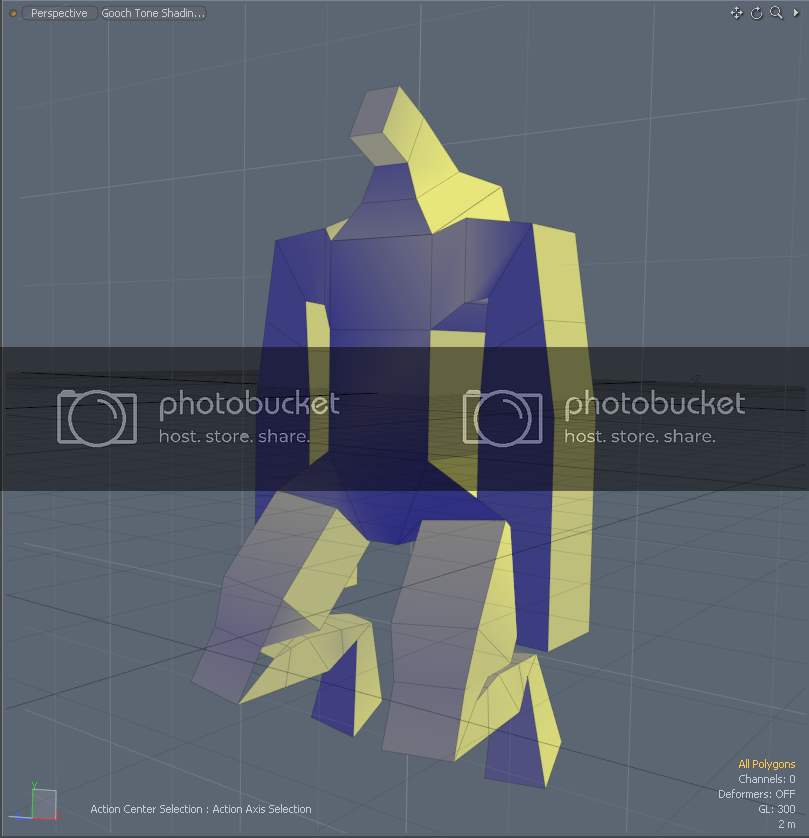 Perspective Gooch Tone Shadin...
photobucket photobucket
host. store. share. host. store. share.
All Polygons
Channels: 0
Deformers: OFF
GL: 300
2 m
Y
Action Center Selection : Action Axis Selection